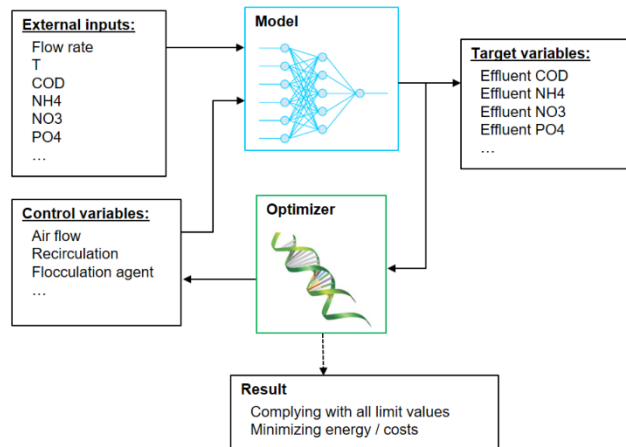 External inputs:
Flow rate
T
COD
NH4
NO3
PO4
…
Model
Target variables:
Effluent COD
Effluent NH4
Effluent NO3
Effluent PO4
…
Control variables:
Air flow
Recirculation
Flocculation agent
…
Optimizer
Result
Complying with all limit values
Minimizing energy / costs